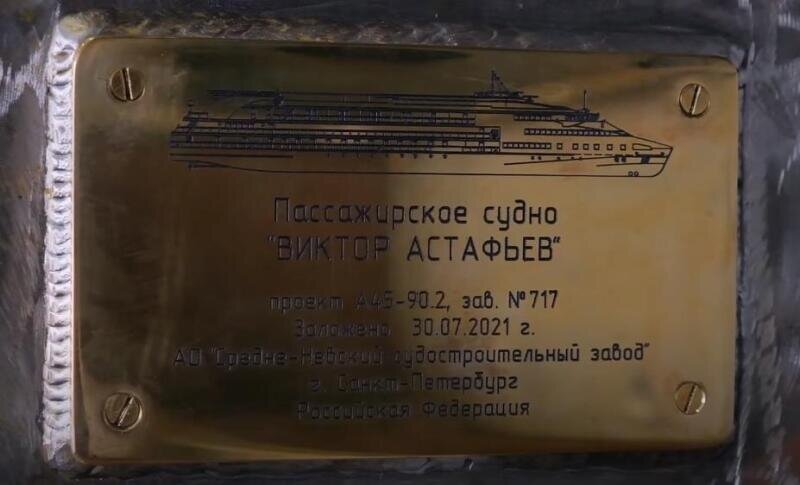 Пассажирское судно
"ВИКТОР АСТАФЬЕВ"
проект А45-90.2, зав. №717
Заложено 30.07.2021 г.
АО "Средне-Невский судостроительный завод"
г. Санкт-Петербург
Российская Федерация